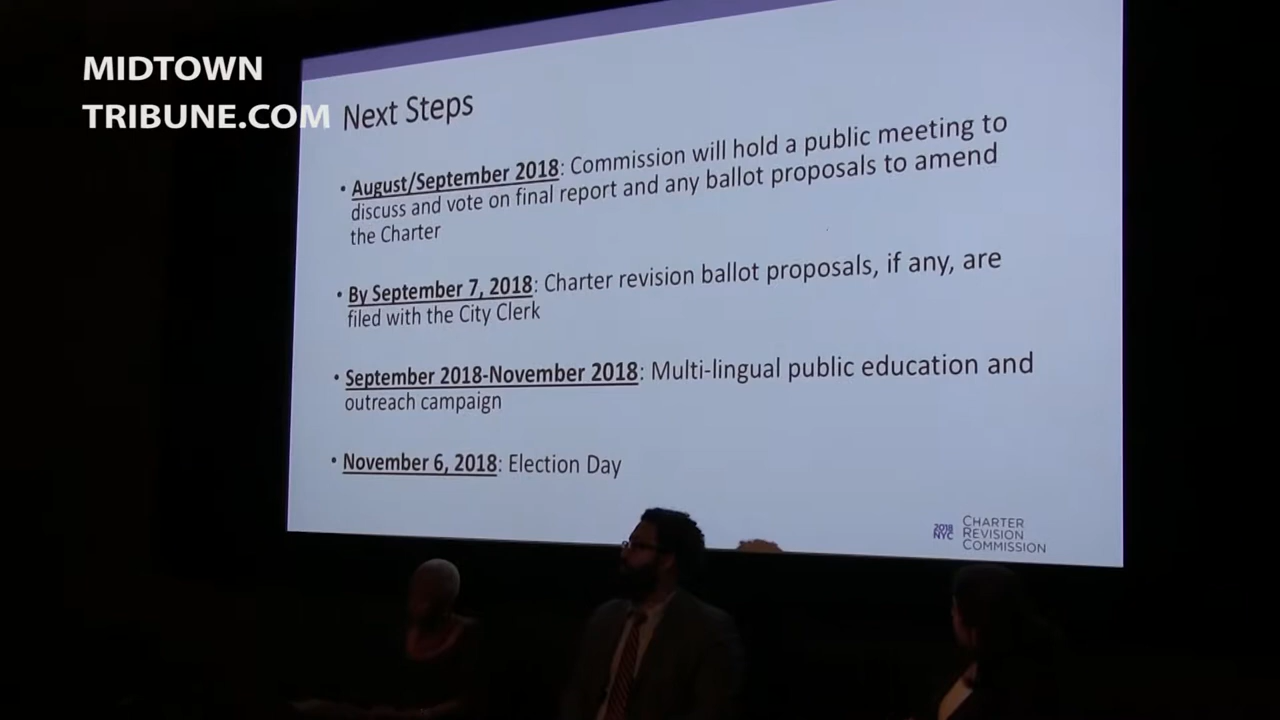 MIDTOWN
TRIBUNE.COM
Next Steps
• August/September 2018: Commission will hold a public meeting to
discuss and vote on final report and any ballot proposals to amend
the Charter
• By September 7, 2018: Charter revision ballot proposals, if any, are
filed with the City Clerk
• September 2018-November 2018: Multi-lingual public education and
outreach campaign
• November 6, 2018: Election Day
2018
NYC
CHARTER
REVISION
COMMISSION